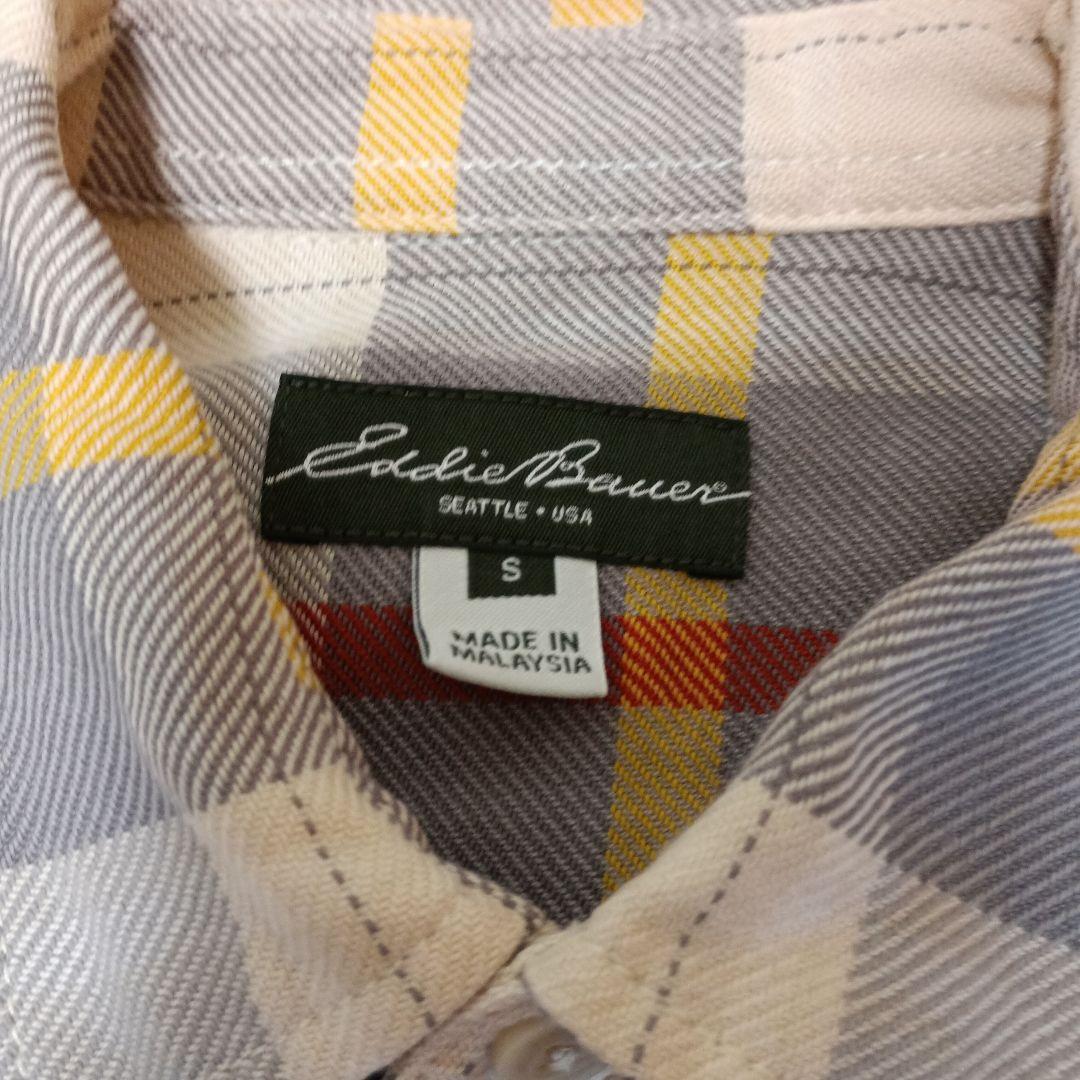 Eddie Bauer®
SEATTLE • USA
S
MADE IN
MALAYSIA